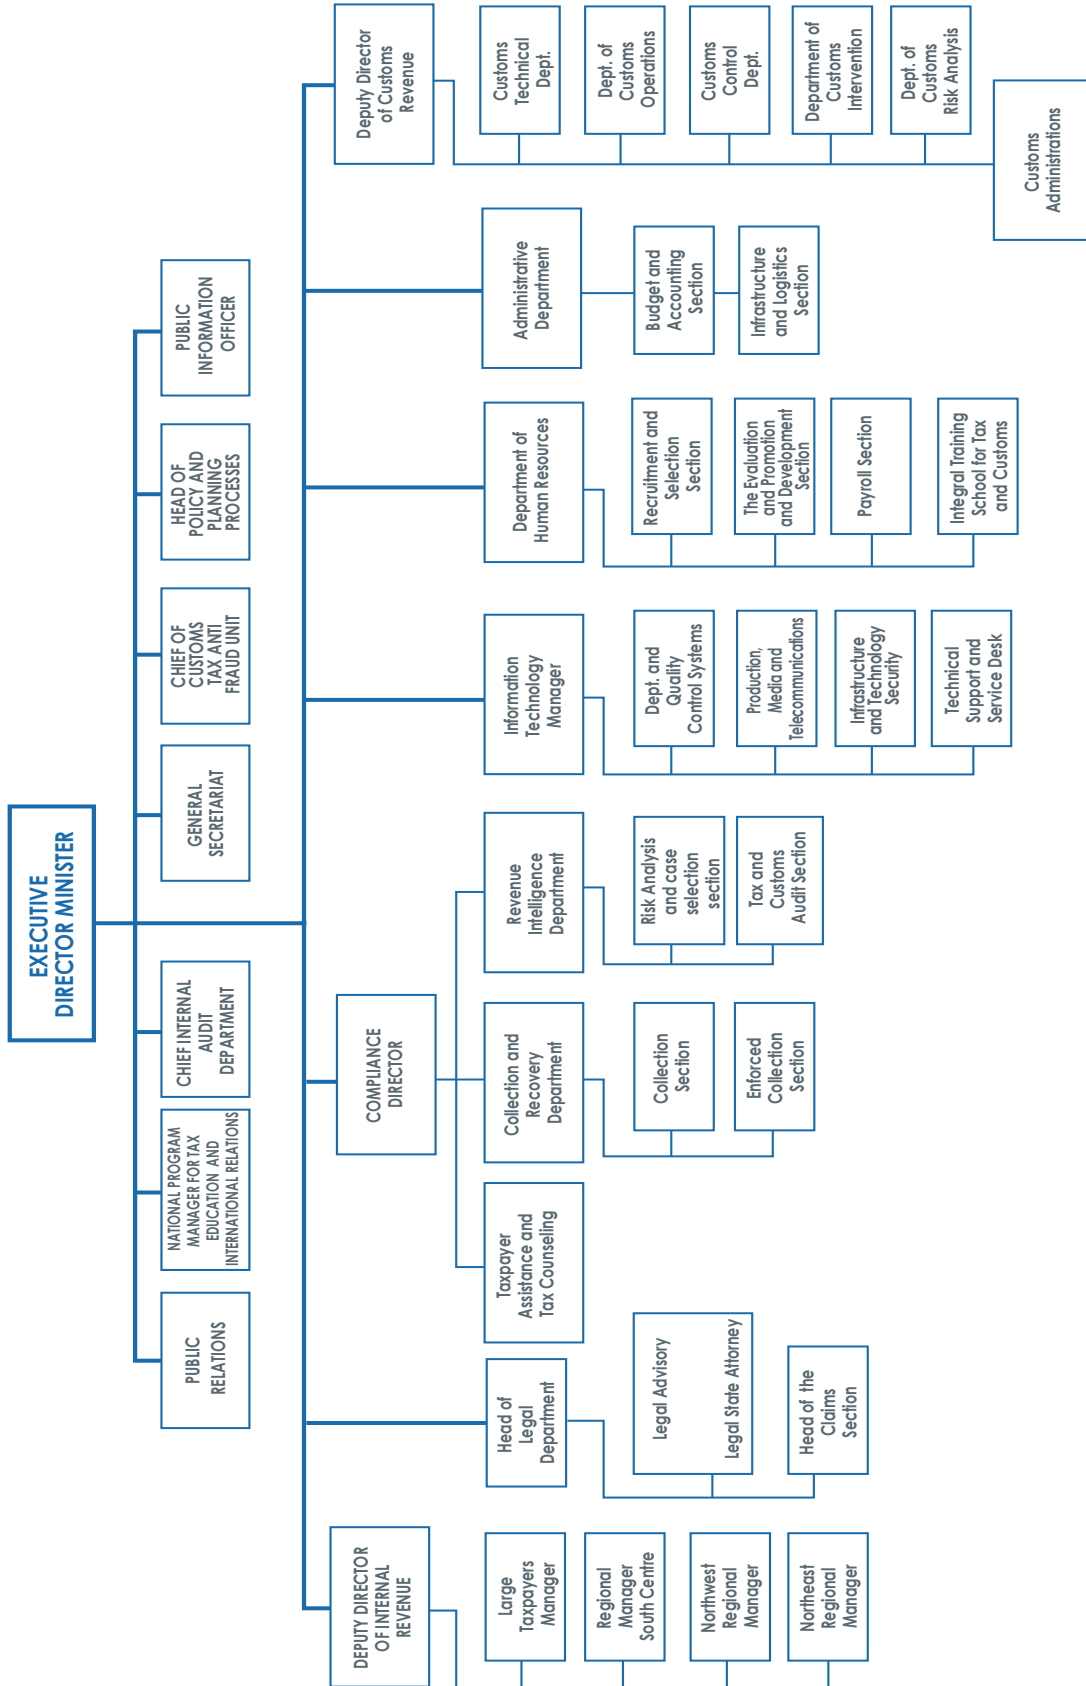 EXECUTIVE
DIRECTOR MINISTER
PUBLIC
RELATIONS
NATIONAL PROGRAM
MANAGER FOR TAX
EDUCATION AND
INTERNATIONAL RELATIONS
CHIEF INTERNAL
AUDIT
DEPARTMENT
GENERAL
SECRETARIAT
CHIEF OF
CUSTOMS
TAX ANTI
FRAUD UNIT
HEAD OF
POLICY AND
PLANNING
PROCESSES
PUBLIC
INFORMATION
OFFICER
DEPUTY DIRECTOR
OF INTERNAL
REVENUE
Large
Taxpayers
Manager
Regional
Manager
South Centre
Northwest
Regional
Manager
Northeast
Regional
Manager
Head of
Legal
Department
Legal Advisory
Legal State Attorney
Head of the
Claims
Section
COMPLIANCE
DIRECTOR
Taxpayer
Assistance and
Tax Counseling
Collection and
Recovery
Department
Collection
Section
Enforced
Collection
Section
Revenue
Intelligence
Department
Risk Analysis
and case
selection
section
Tax and
Customs
Audit Section
Information
Technology
Manager
Dept. and
Quality
Control Systems
Production,
Media and
Telecommunications
Infrastructure
and Technology
Security
Technical
Support and
Service Desk
Department of
Human Resources
Recruitment and
Selection
Section
The Evaluation
and Promotion
and Development
Section
Payroll Section
Integral Training
School for Tax
and Customs
Administrative
Department
Budget and
Accounting
Section
Infrastructure
and Logistics
Section
Deputy Director
of Customs
Revenue
Customs
Technical
Dept.
Dept. of
Customs
Operations
Customs
Control
Dept.
Department of
Customs
Intervention
Dept. of
Customs
Risk Analysis
Customs
Administrations